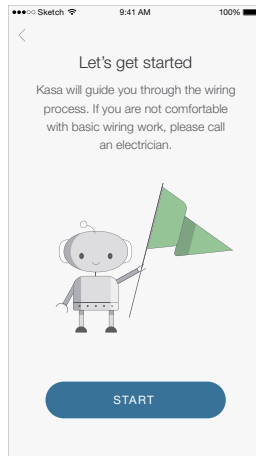 Sketch 9:41 AM 100%
Let's get started
Kasa will guide you through the wiring
process. If you are not comfortable
with basic wiring work, please call
an electrician.
START